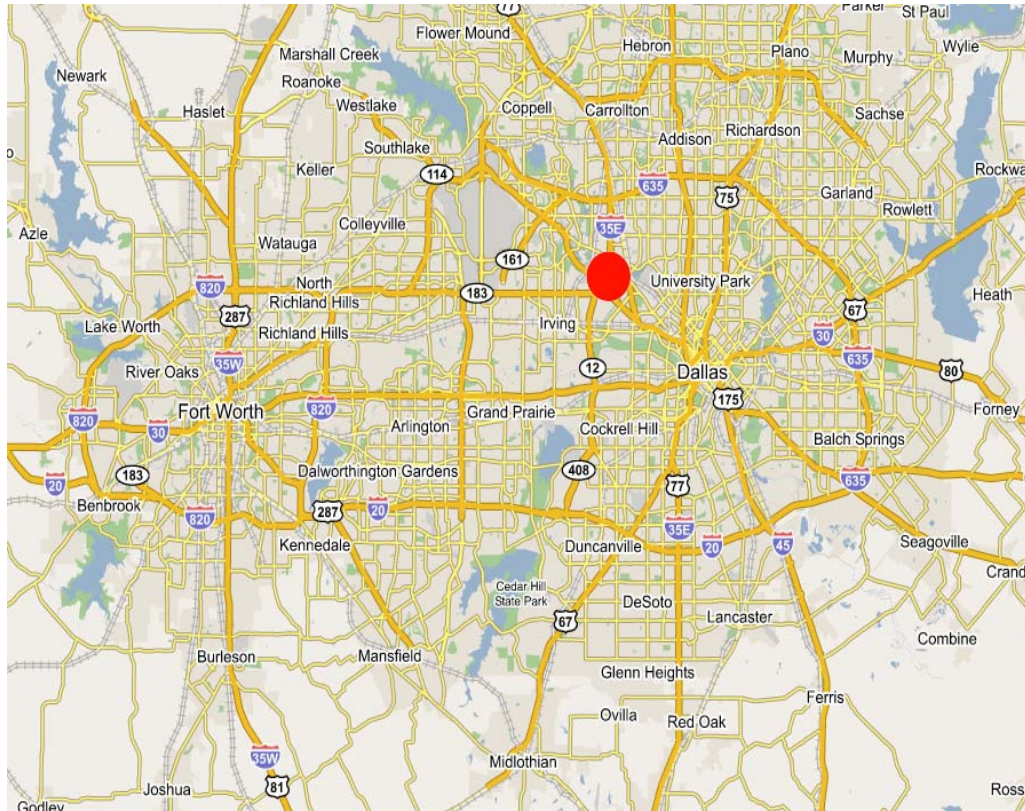 Parker
77
St Paul
Flower Mound
Hebron
Plano
Wylie
Marshall Creek
Murphy
Newark
Roanoke
Westlake
Coppell
Carrollton
Haslet
Sachse
Richardson
Addison
Southlake
Keller
114
635
75
Garland
Rockwa
Rowlett
Colleyville
35E
Azle
Watauga
161
University Park
North
Richland Hills
820
183
Heath
287
67
Lake Worth
Richland Hills
Irving
30
635
35W
River Oaks
12
80
Dallas
175
820
Fort Worth
820
Grand Prairie
Forney
30
Arlington
Cockrell Hill
Balch Springs
183
20
Dalworthington Gardens
408
635
77
Benbrook
820
287
20
35E
Kennedale
Duncanville
20
45
Seagoville
Crand
Cedar Hill
State Park
DeSoto
Lancaster
67
Combine
Burleson
Mansfield
Glenn Heights
Ferris
Ovilla
Red Oak
35W
Midlothian
81
Joshua
Ross
Godley